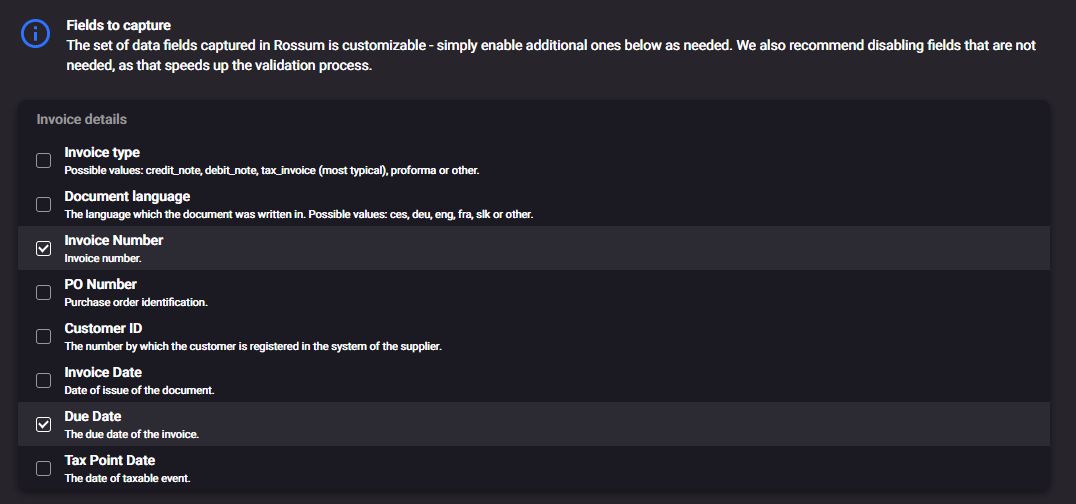 Fields to capture
The set of data fields captured in Rossum is customizable - simply enable additional ones below as needed. We also recommend disabling fields that are not
needed, as that speeds up the validation process.
Invoice details
Invoice type
Possible values: credit_note, debit_note, tax_invoice (most typical), proforma or other.
Document language
The language which the document was written in. Possible values: ces, deu, eng, fra, slk or other.
Invoice Number
Invoice number.
PO Number
Purchase order identification.
Customer ID
The number by which the customer is registered in the system of the supplier.
Invoice Date
Date of issue of the document.
Due Date
The due date of the invoice.
Tax Point Date
The date of taxable event.